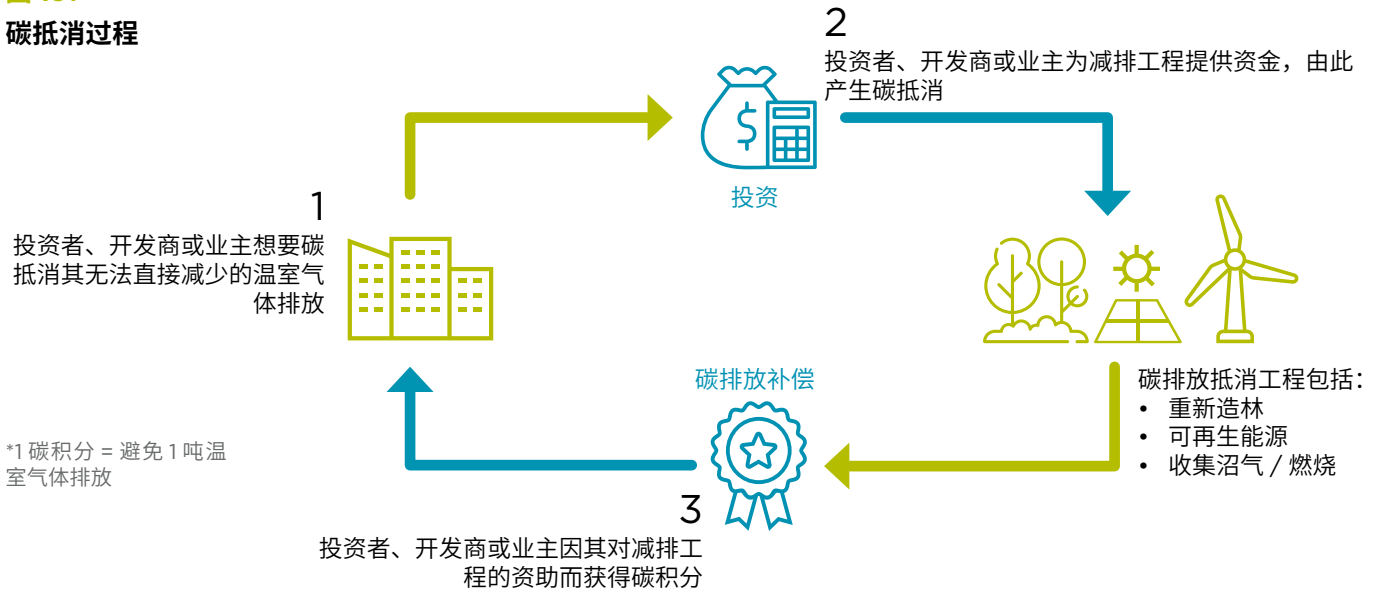 碳抵消过程
1
投资者、开发商或业主想要碳
抵消其无法直接减少的温室气
体排放
2
投资者、开发商或业主为减排工程提供资金，由此
产生碳抵消
$
投资
碳排放抵消工程包括：
• 重新造林
• 可再生能源
• 收集沼气 / 燃烧
碳排放补偿
3
投资者、开发商或业主因其对减排工
程的资助而获得碳积分
*1 碳积分 = 避免 1 吨温
室气体排放